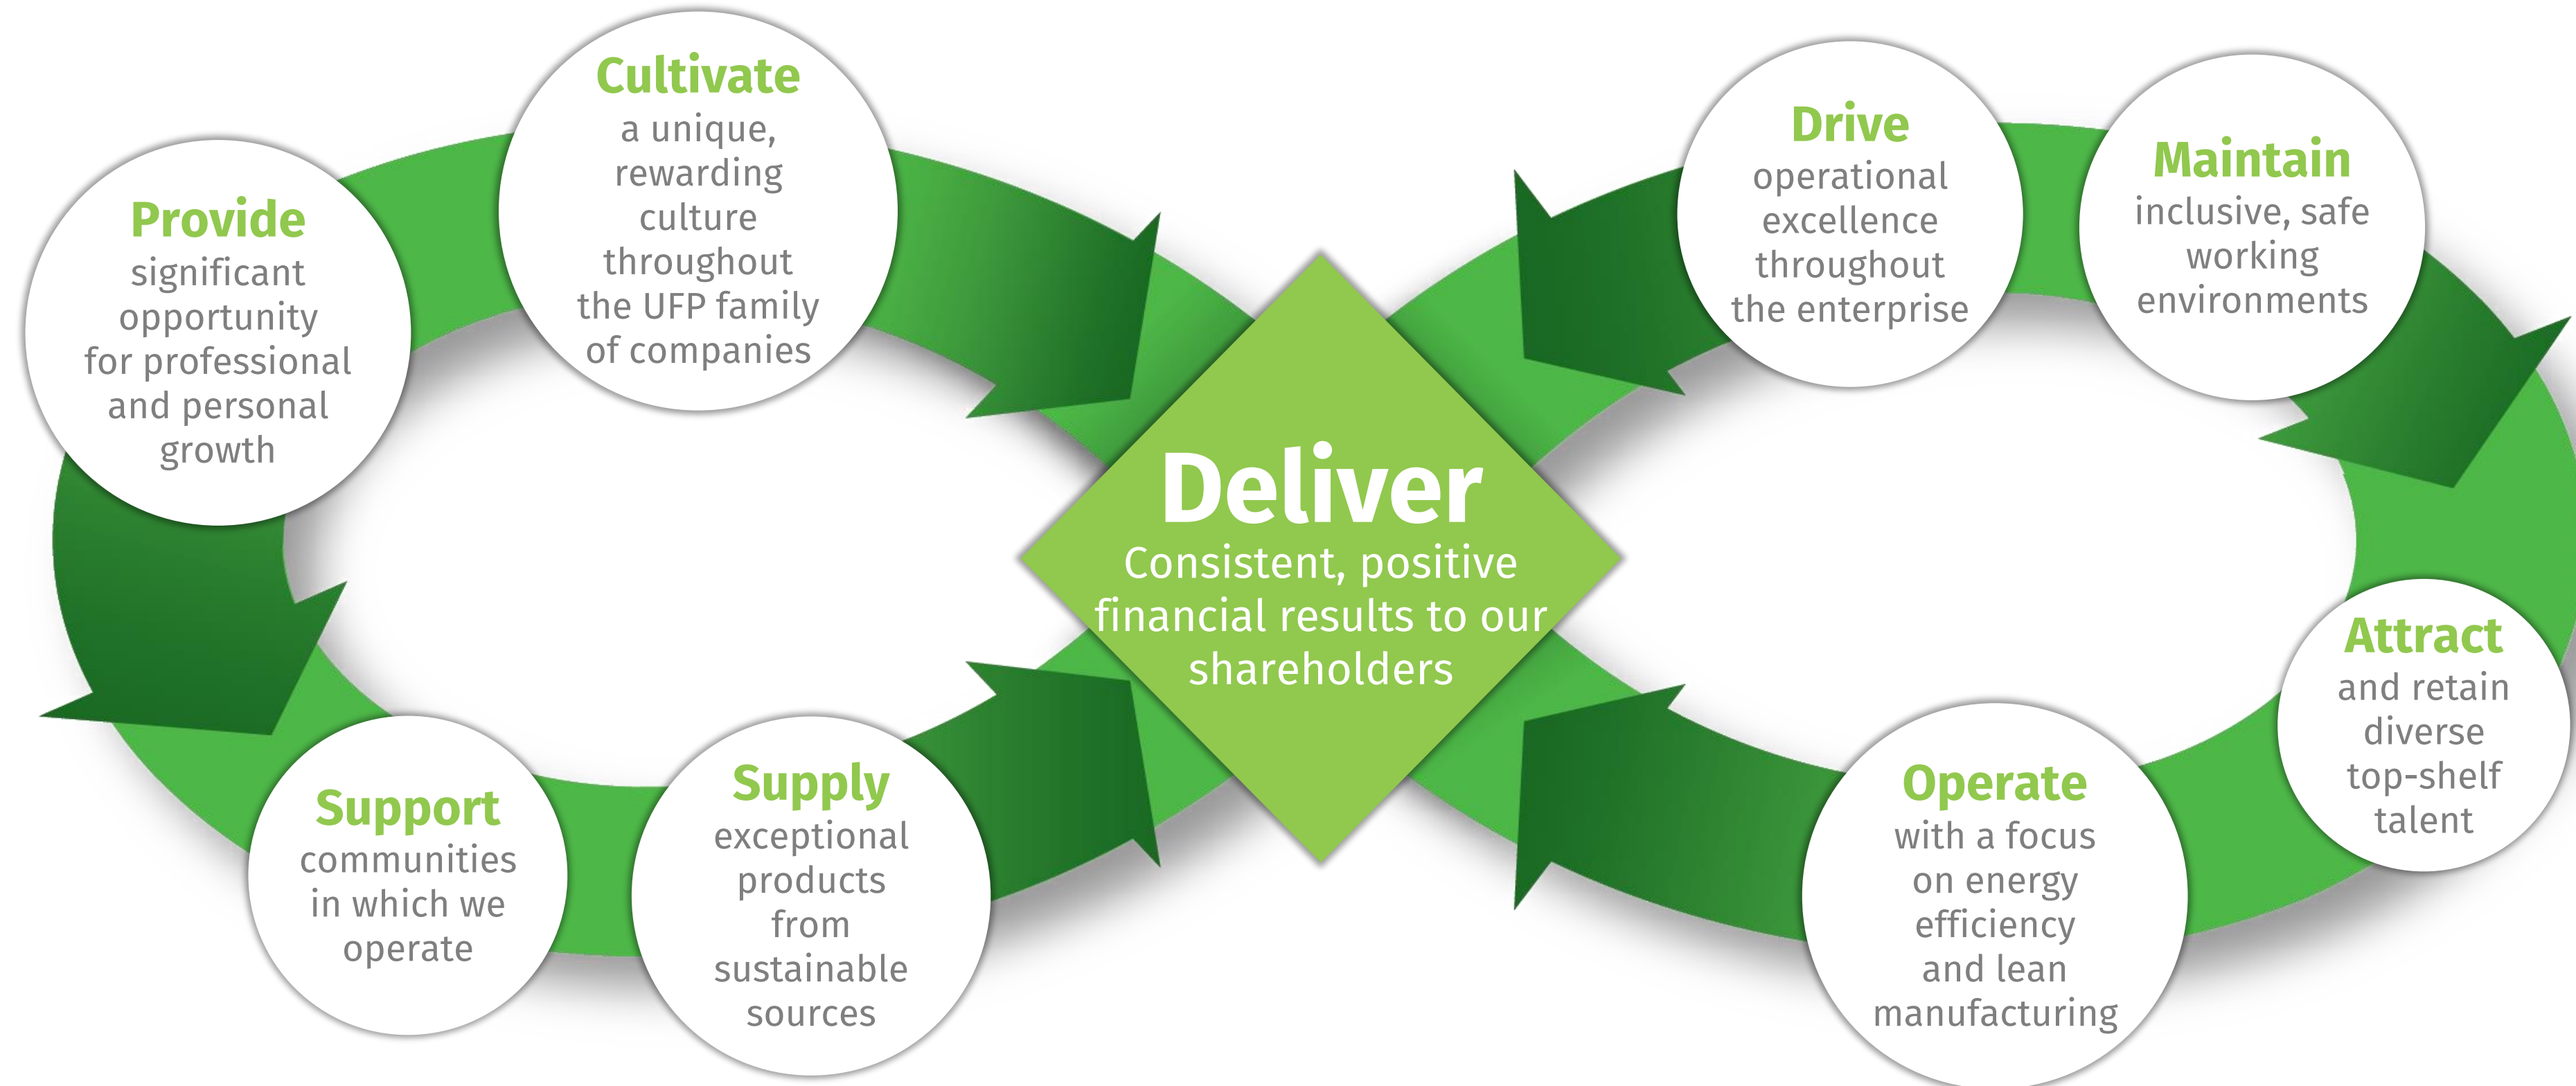 Cultivate
a unique,
rewarding
culture
throughout
the UFP family
of companies
Provide
significant
opportunity
for professional
and personal
growth
Support
communities
in which we
operate
Supply
exceptional
products
from
sustainable
sources
Deliver
Consistent, positive
financial results to our
shareholders
Drive
operational
excellence
throughout
the enterprise
Maintain
inclusive, safe
working
environments
Attract
and retain
diverse
top-shelf
talent
Operate
with a focus
on energy
efficiency
and lean
manufacturing